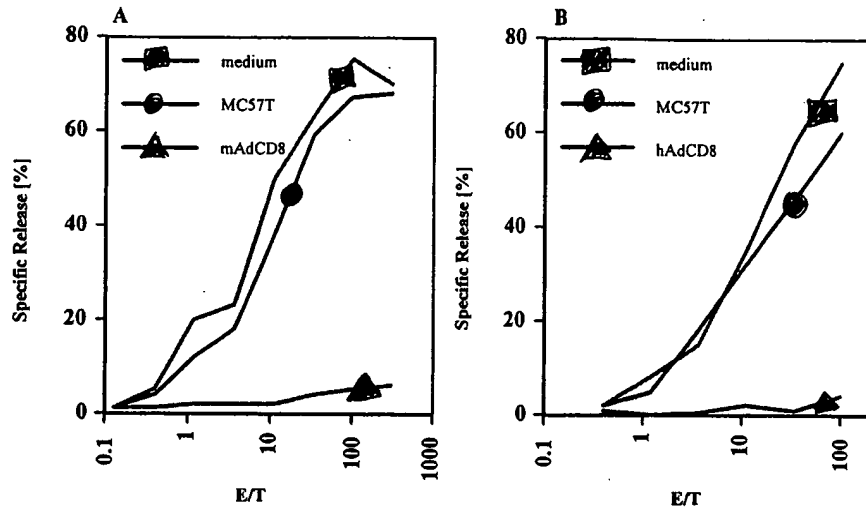 A
80
60
40
20
0
Specific Release [%]
medium
MC57T
mAdCD8
0.1
1
10
100
1000
E/T
B
80
60
40
20
0
Specific Release [%]
medium
MC57T
hAdCD8
0.1
1
10
100
E/T